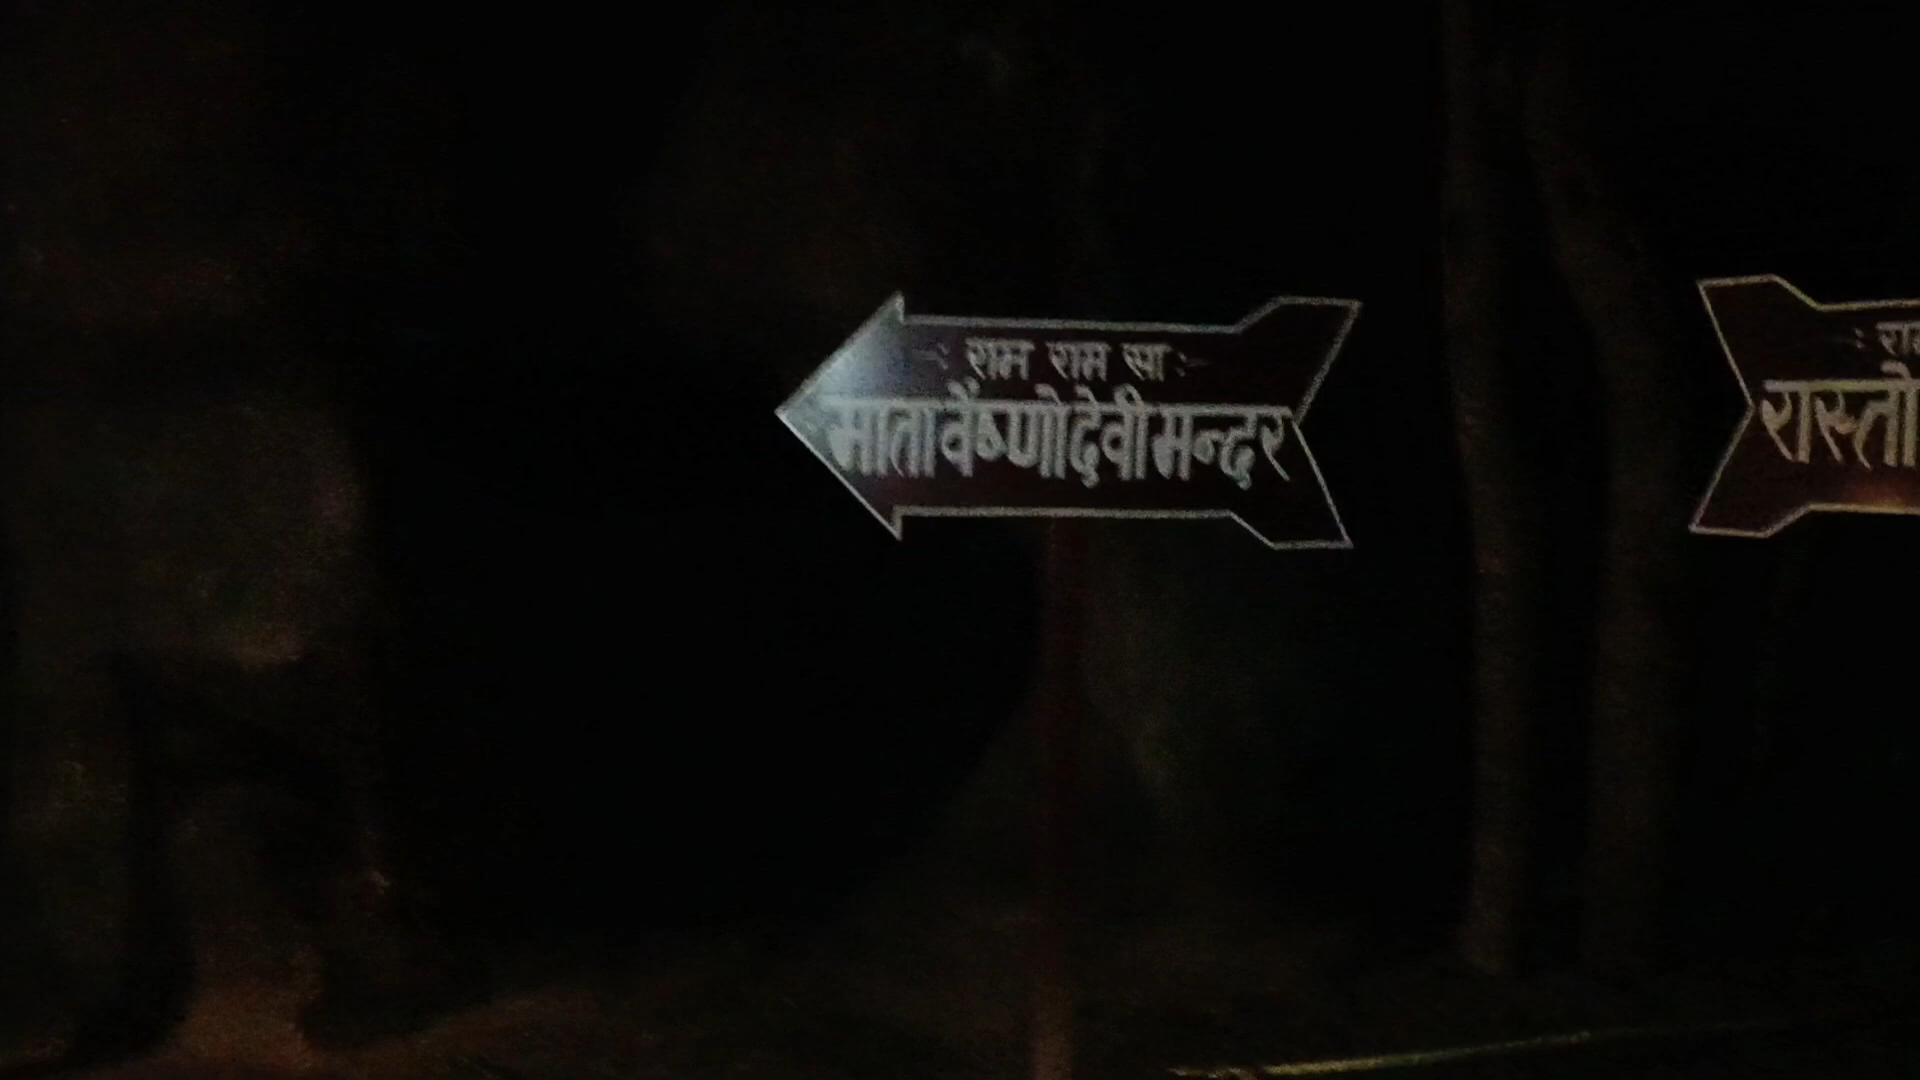 -: राम राम सा :-
माता वैष्णो देवी मन्दर
रास्तो